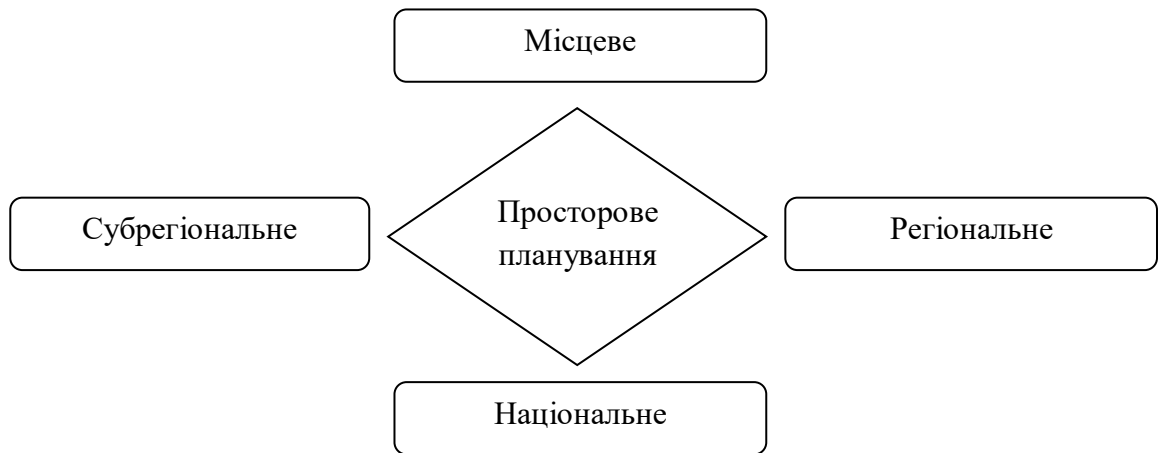 Місцеве
Субрегіональне
Просторове
планування
Регіональне
Національне